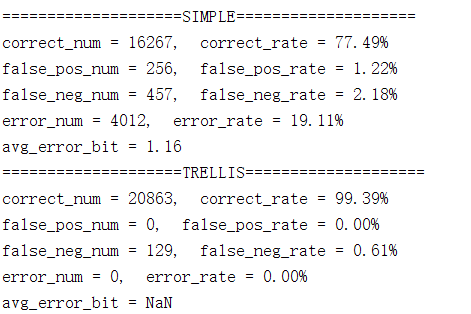 ====================SIMPLE====================
correct_num = 16267,  correct_rate = 77.49%
false_pos_num = 256,  false_pos_rate = 1.22%
false_neg_num = 457,  false_neg_rate = 2.18%
error_num = 4012,  error_rate = 19.11%
avg_error_bit = 1.16
====================TRELLIS====================
correct_num = 20863,  correct_rate = 99.39%
false_pos_num = 0,  false_pos_rate = 0.00%
false_neg_num = 129,  false_neg_rate = 0.61%
error_num = 0,  error_rate = 0.00%
avg_error_bit = NaN